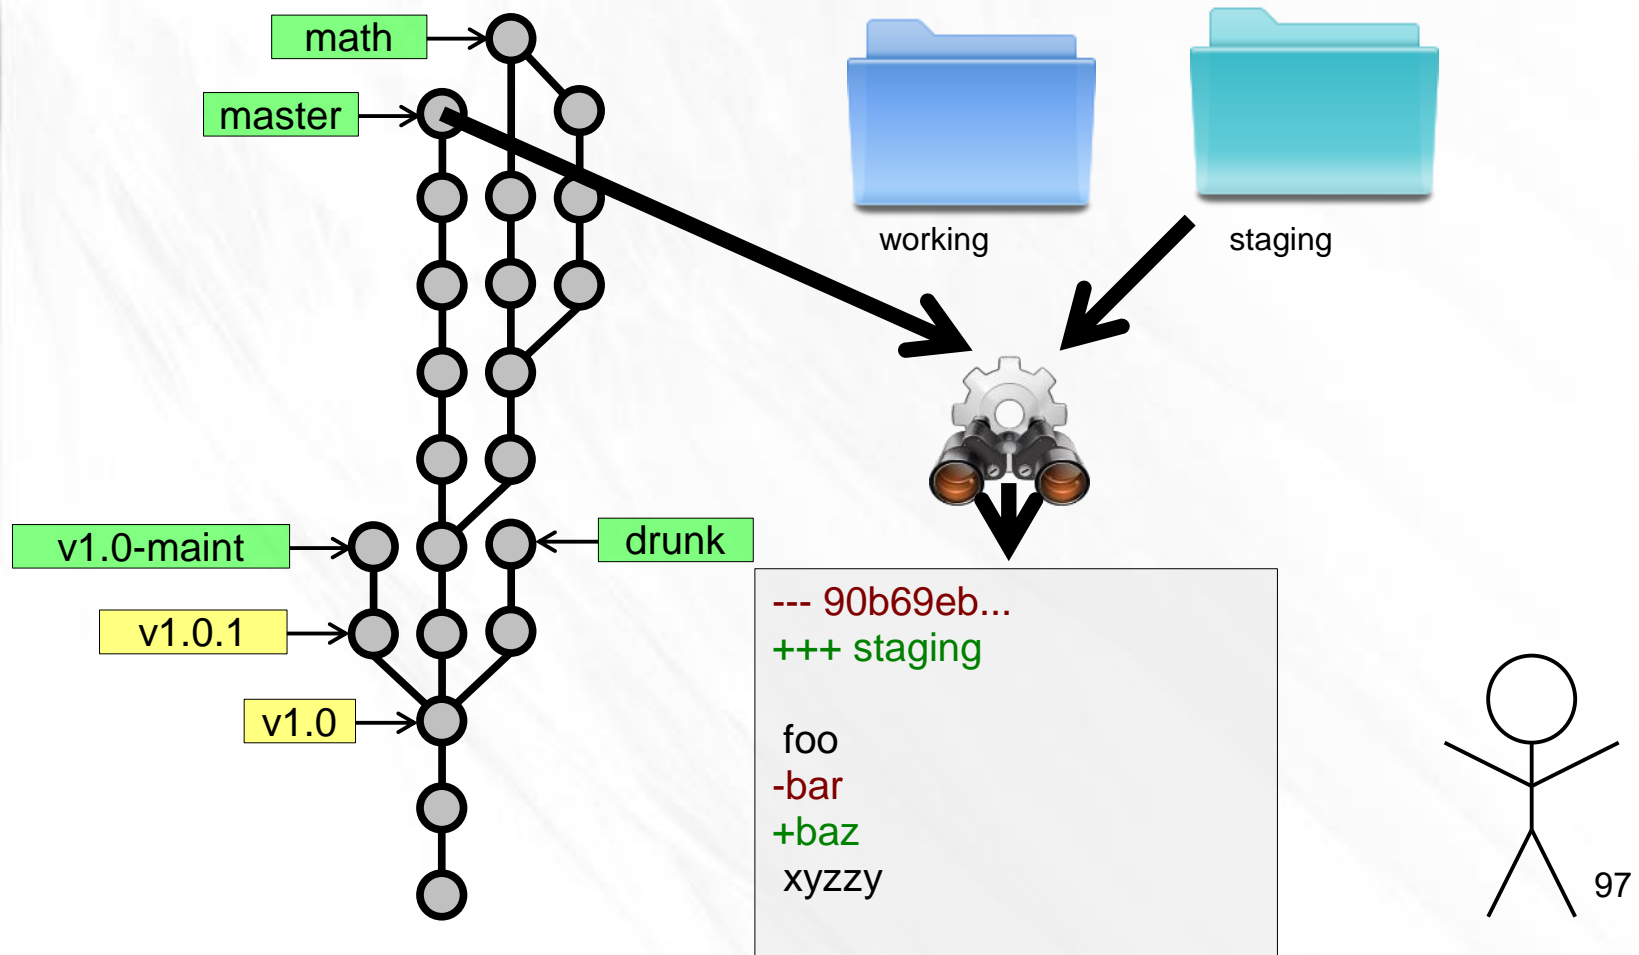 math
master
working
staging
v1.0-maint
drunk
v1.0.1
v1.0
--- 90b69eb...
+++ staging
foo
-bar
+baz
xyzzy
97